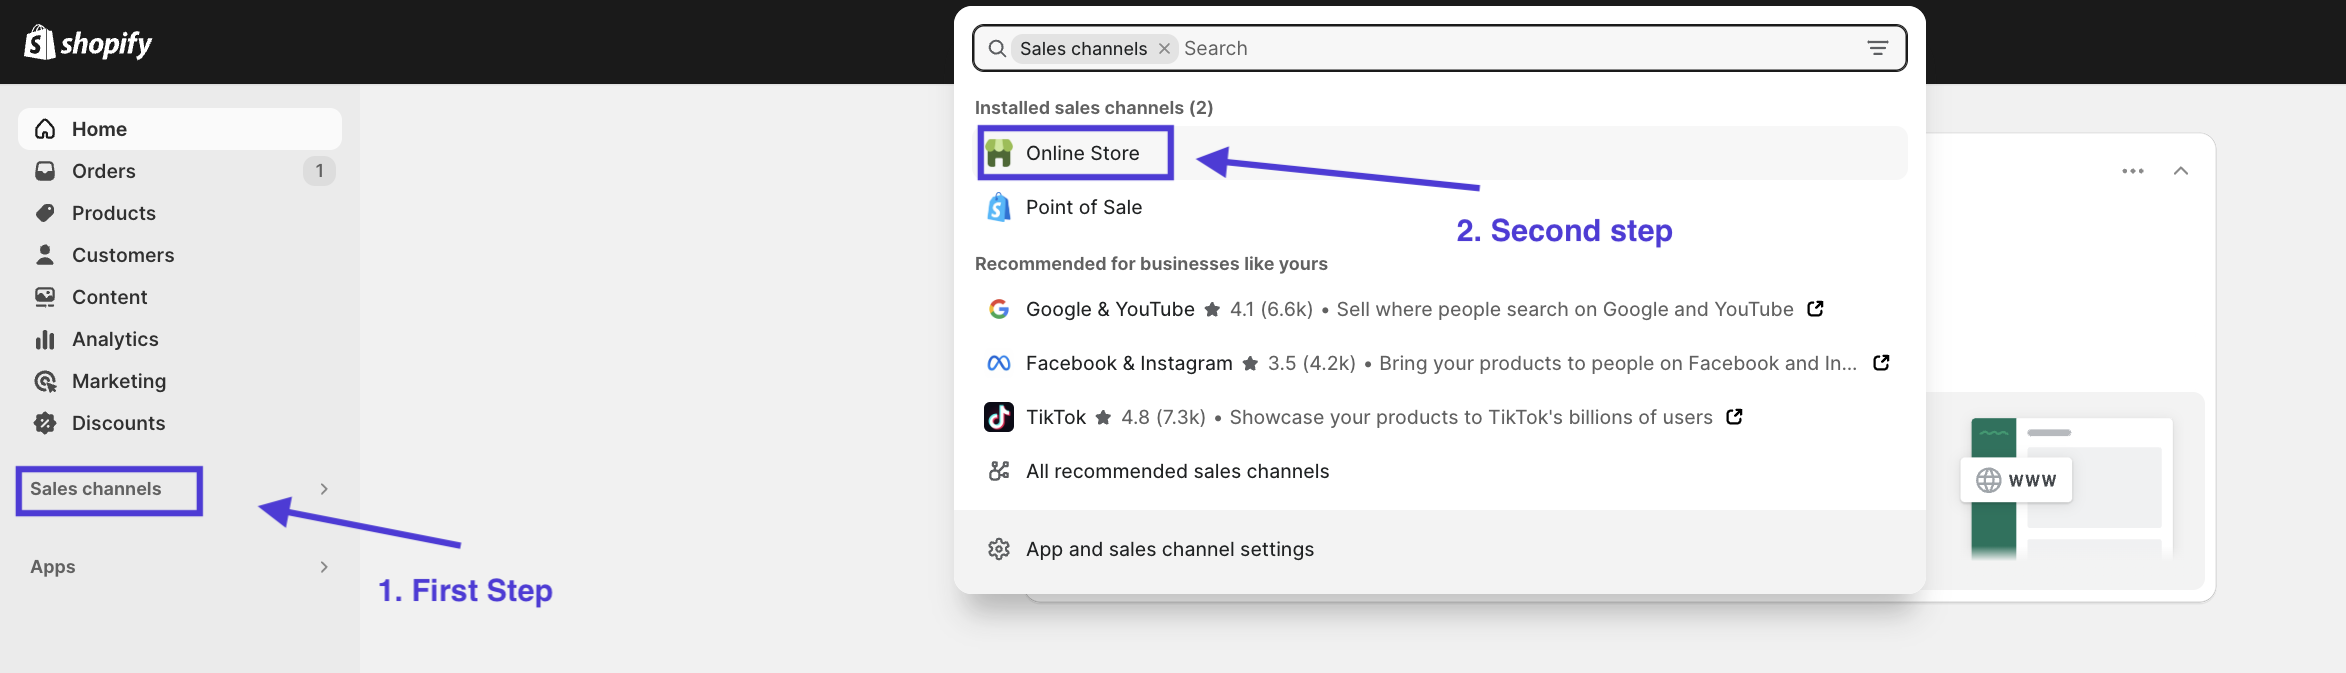 shopify
Home
Orders 1
Products
Customers
Content
Analytics
Marketing
Discounts
Sales channels
Apps
1. First Step
Sales channels Search
Installed sales channels (2)
Online Store
Point of Sale
2. Second step
Recommended for businesses like yours
Google & YouTube 4.1 (6.6k) • Sell where people search on Google and YouTube
Facebook & Instagram 3.5 (4.2k) • Bring your products to people on Facebook and In...
TikTok 4.8 (7.3k) • Showcase your products to TikTok's billions of users
All recommended sales channels
App and sales channel settings
www